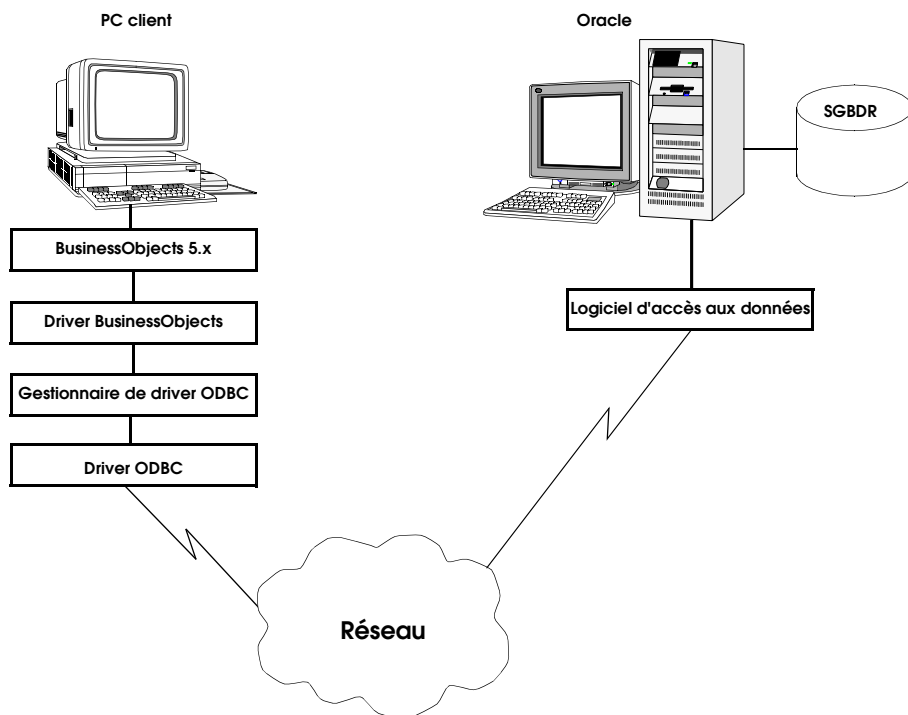 PC client
Oracle
SGBDR
BusinessObjects 5.x
Driver BusinessObjects
Gestionnaire de driver ODBC
Driver ODBC
Logiciel d'accès aux données
Réseau